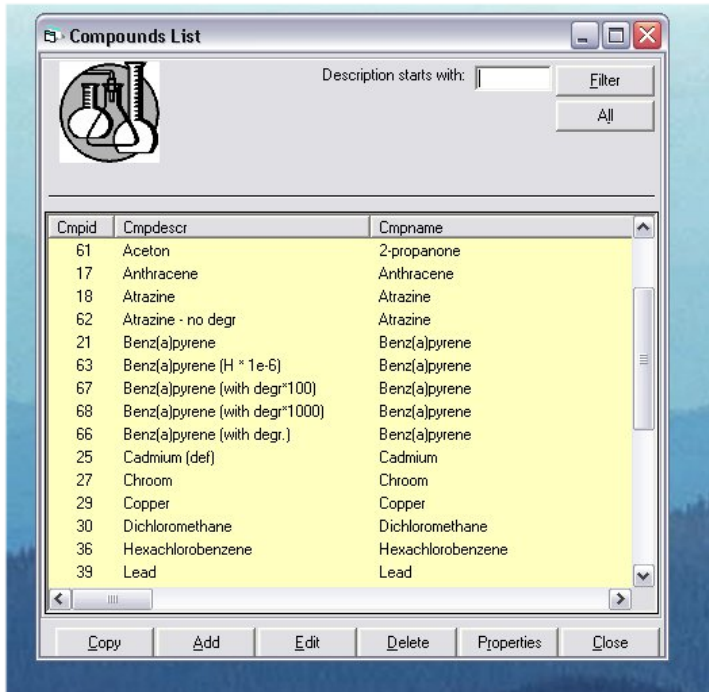 Compounds List
Description starts with: Filter
All
Cmpid Cmpdescr Cmpname
61 Aceton 2-propanone
17 Anthracene Anthracene
18 Atrazine Atrazine
62 Atrazine - no degr Atrazine
21 Benz(a)pyrene Benz(a)pyrene
63 Benz(a)pyrene (H * 1e-6) Benz(a)pyrene
67 Benz(a)pyrene (with degr*100) Benz(a)pyrene
68 Benz(a)pyrene (with degr*1000) Benz(a)pyrene
66 Benz(a)pyrene (with degr.) Benz(a)pyrene
25 Cadmium (def) Cadmium
27 Chroom Chroom
29 Copper Copper
30 Dichloromethane Dichloromethane
36 Hexachlorobenzene Hexachlorobenzene
39 Lead Lead
Copy Add Edit Delete Properties Close